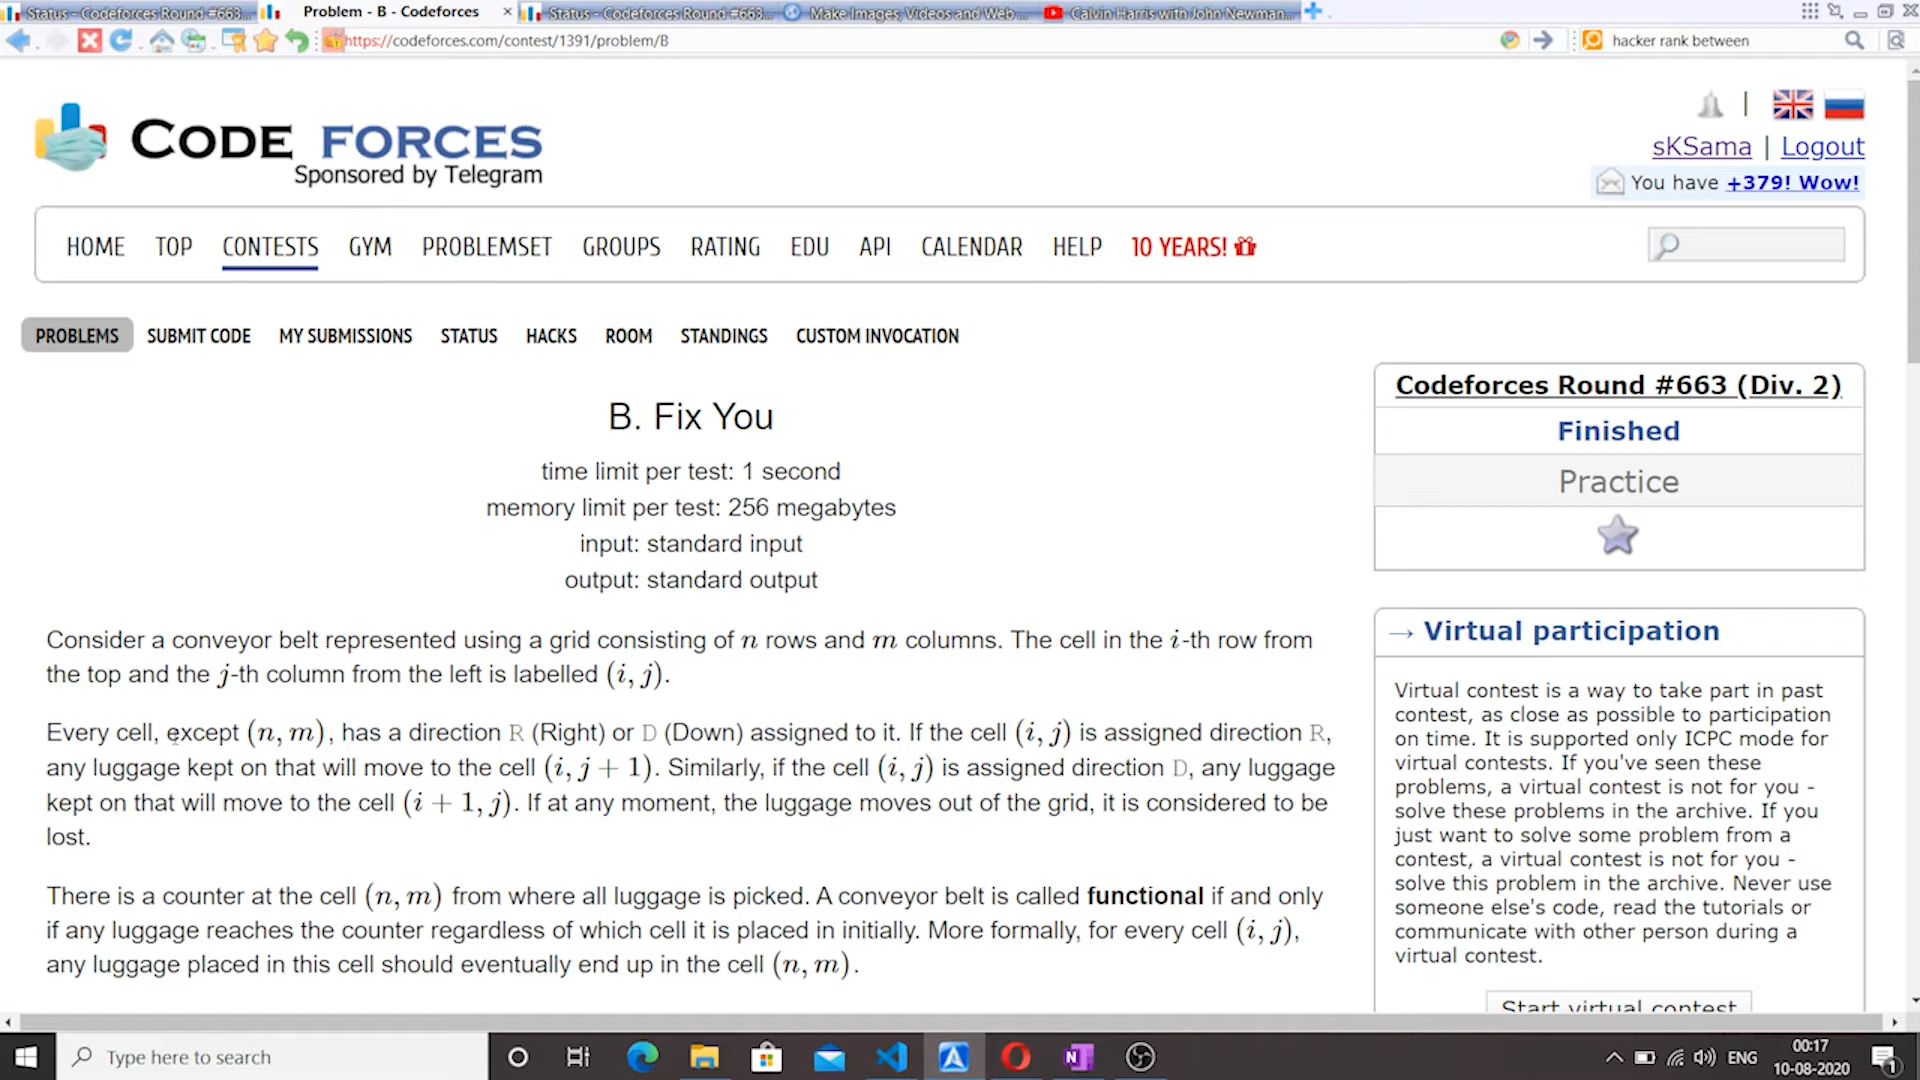 Status - Codeforces Round #663...
Problem - B - Codeforces
Status - Codeforces Round #663...
Make Images, Videos and Web...
Calvin Harris with John Newman...
https://codeforces.com/contest/1391/problem/B
hacker rank between
CODE FORCES
Sponsored by Telegram
sKSama | Logout
You have +379! Wow!
HOME TOP CONTESTS GYM PROBLEMSET GROUPS RATING EDU API CALENDAR HELP 10 YEARS!
PROBLEMS SUBMIT CODE MY SUBMISSIONS STATUS HACKS ROOM STANDINGS CUSTOM INVOCATION
B. Fix You
time limit per test: 1 second
memory limit per test: 256 megabytes
input: standard input
output: standard output
Consider a conveyor belt represented using a grid consisting of n rows and m columns. The cell in the i-th row from
the top and the j-th column from the left is labelled (i, j).
Every cell, except (n, m), has a direction R (Right) or D (Down) assigned to it. If the cell (i, j) is assigned direction R,
any luggage kept on that will move to the cell (i, j + 1). Similarly, if the cell (i, j) is assigned direction D, any luggage
kept on that will move to the cell (i + 1, j). If at any moment, the luggage moves out of the grid, it is considered to be
lost.
There is a counter at the cell (n, m) from where all luggage is picked. A conveyor belt is called functional if and only
if any luggage reaches the counter regardless of which cell it is placed in initially. More formally, for every cell (i, j),
any luggage placed in this cell should eventually end up in the cell (n, m).
Codeforces Round #663 (Div. 2)
Finished
Practice
→ Virtual participation
Virtual contest is a way to take part in past
contest, as close as possible to participation
on time. It is supported only ICPC mode for
virtual contests. If you've seen these
problems, a virtual contest is not for you -
solve these problems in the archive. If you
just want to solve some problem from a
contest, a virtual contest is not for you -
solve this problem in the archive. Never use
someone else's code, read the tutorials or
communicate with other person during a
virtual contest.
Start virtual contest
Type here to search
ENG
00:17
10-08-2020
1